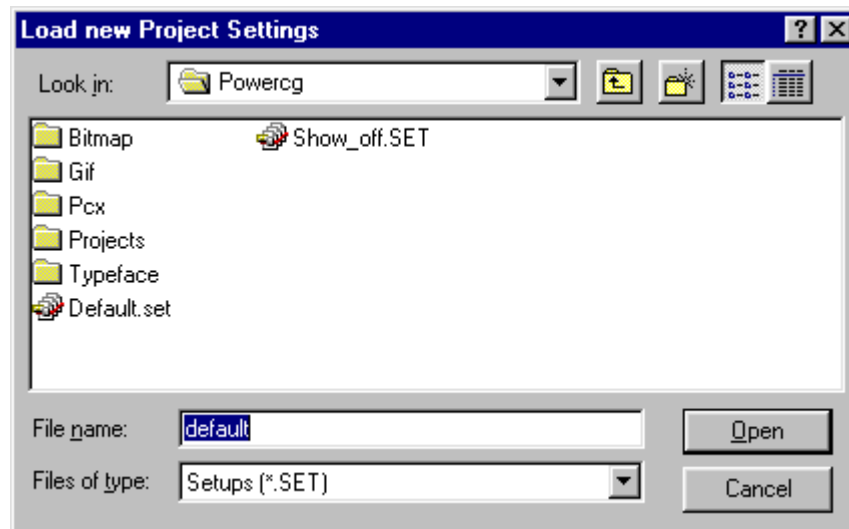 Load new Project Settings
Look in: Powercg
Bitmap Show_off.SET
Gif
Pcx
Projects
Typeface
Default.set
File name: default Open
Files of type: Setups (*.SET) Cancel